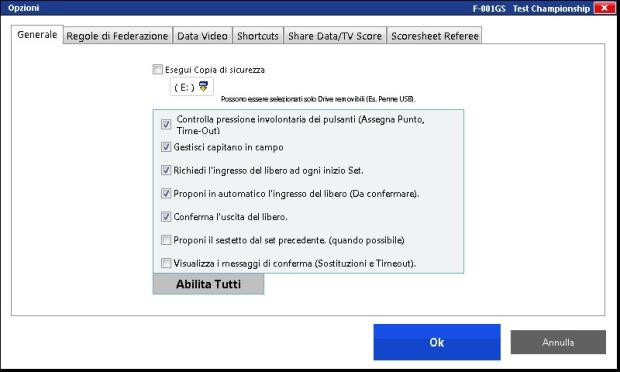 Opzioni F-001GS Test Championship
Generale Regole di Federazione Data Video Shortcuts Share Data/TV Score Scoresheet Referee
Esegui Copia di sicurezza
( E: )
Possono essere selezionati solo Drive removibili (Es. Penne USB).
Controlla pressione involontaria dei pulsanti (Assegna Punto,
Time-Out)
Gestisci capitano in campo
Richiedi l'ingresso del libero ad ogni inizio Set.
Proponi in automatico l'ingresso del libero (Da confermare).
Conferma l'uscita del libero.
Proponi il sestetto dal set precedente. (quando possibile)
Visualizza i messaggi di conferma (Sostituzioni e Timeout).
Abilita Tutti
Ok Annulla